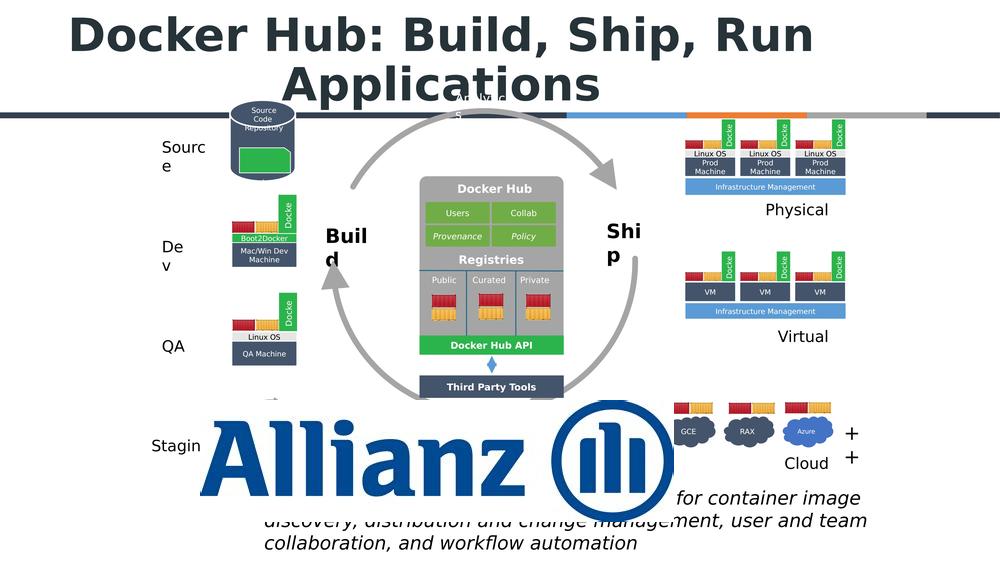 Docker Hub: Build, Ship, Run
Applications
Source
Code
Repository
Sourc
e
Docke
Boot2Docker
Mac/Win Dev
Machine
De
v
Docke
Linux OS
QA Machine
QA
Stagin
Buil
d
Docker Hub
Users
Collab
Provenance
Policy
Registries
Public
Curated
Private
Docker Hub API
Third Party Tools
Shi
p
Docke
Docke
Docke
Linux OS
Linux OS
Linux OS
Prod
Machine
Prod
Machine
Prod
Machine
Infrastructure Management
Physical
Docke
Docke
Docke
VM
VM
VM
Infrastructure Management
Virtual
GCE
RAX
Azure
+
+
Cloud
Allianz
for container image
discovery, distribution and change management, user and team
collaboration, and workflow automation